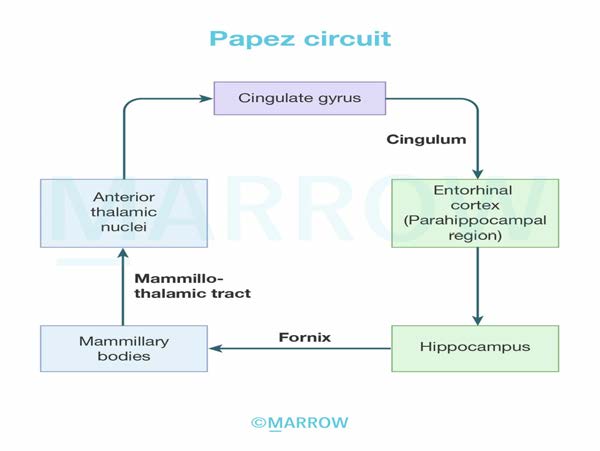 Papez circuit
Cingulate gyrus
Cingulum
Anterior
thalamic
nuclei
Entorhinal
cortex
(Parahippocampal
region)
MARROW
Mammillo-
thalamic tract
Mammillary
bodies
Fornix
Hippocampus
©MARROW